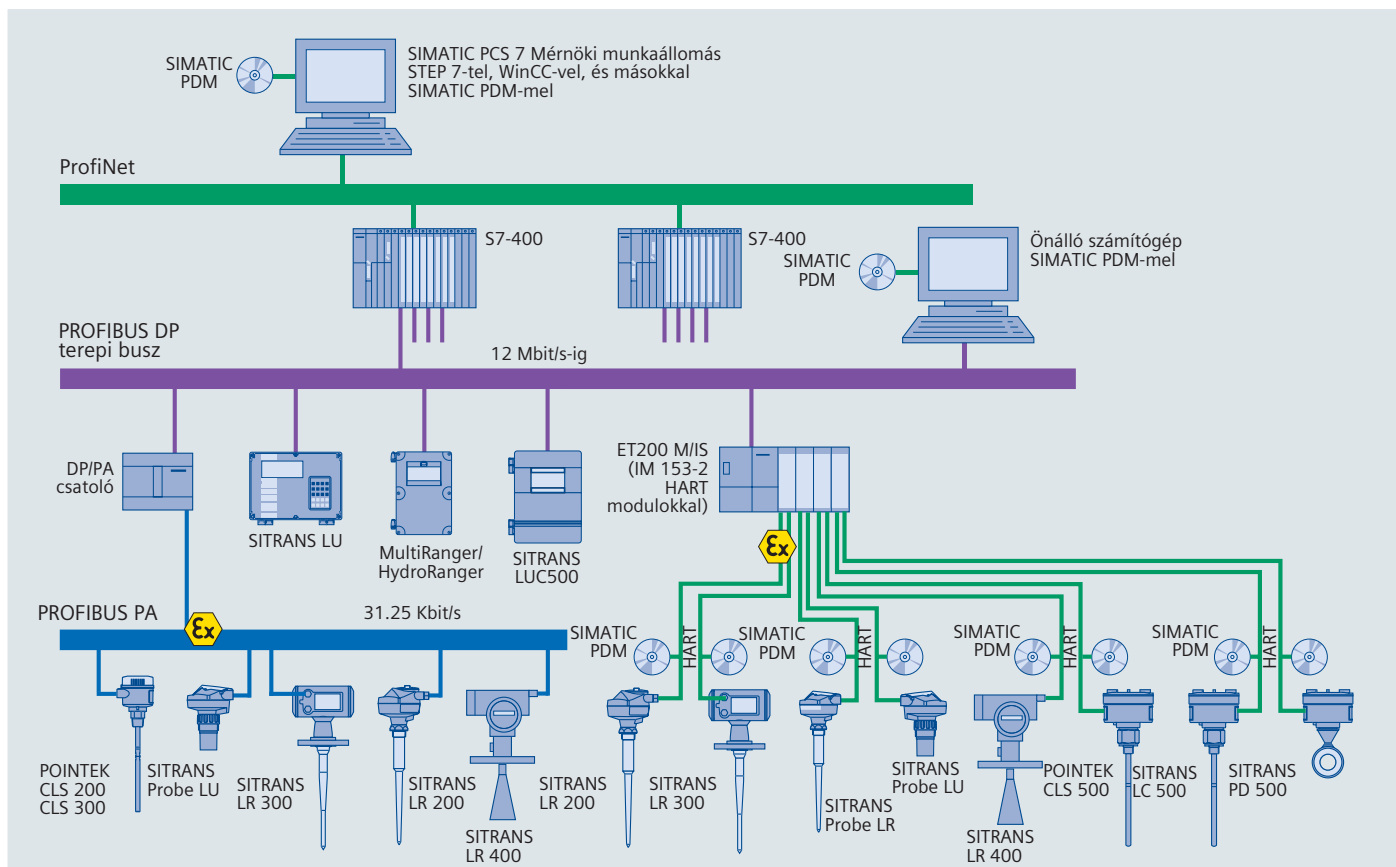 SIMATIC
PDM
SIMATIC PCS 7 Mérnöki munkaállomás
STEP 7-tel, WinCC-vel, és másokkal
SIMATIC PDM-mel
ProfiNet
S7-400
S7-400
SIMATIC
PDM
Önálló számítógép
SIMATIC PDM-mel
PROFIBUS DP
terepi busz
12 Mbit/s-ig
DP/PA
csatoló
SITRANS LU
MultiRanger/
HydroRanger
SITRANS
LUC500
ET200 M/IS
(IM 153-2
HART
modulokkal)
Ex
PROFIBUS PA
Ex
31.25 Kbit/s
SIMATIC
PDM
HART
SIMATIC
PDM
HART
SIMATIC
PDM
HART
SIMATIC
PDM
HART
POINTEK
CLS 200
CLS 300
SITRANS
Probe LU
SITRANS
LR 300
SITRANS
LR 200
SITRANS
LR 400
SITRANS
LR 200
SITRANS
LR 300
SITRANS
Probe LR
SITRANS
Probe LU
SITRANS
LR 400
POINTEK
CLS 500
SITRANS
LC 500
SITRANS
PD 500